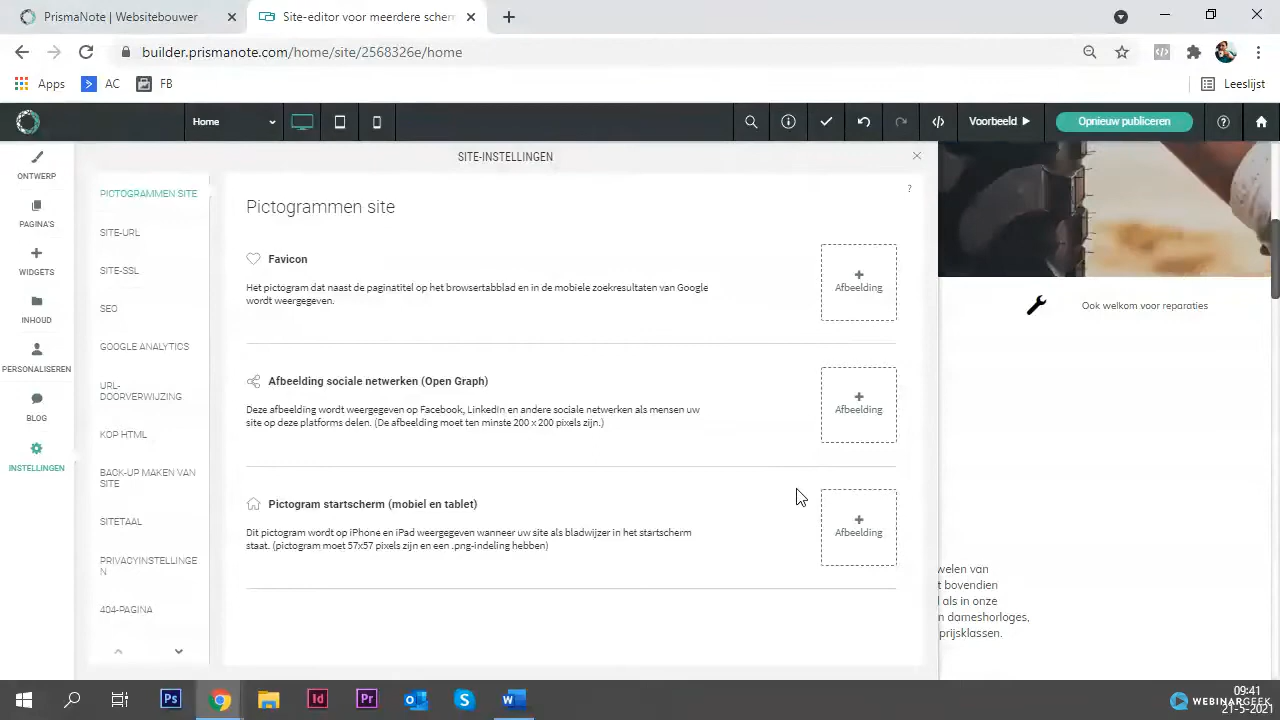 PrismaNote | Websitebouwer
Site-editor voor meerdere scher
builder.prismanote.com/home/site/2568326e/home
Apps
AC
FB
Leeslijst
Home
Voorbeeld
Opnieuw publiceren
ONTWERP
PAGINA'S
WIDGETS
INHOUD
PERSONALISEREN
BLOG
INSTELLINGEN
SITE-INSTELLINGEN
PICTOGRAMMEN SITE
SITE-URL
SITE-SSL
SEO
GOOGLE ANALYTICS
URL-
DOORVERWIJZING
KOP HTML
BACK-UP MAKEN VAN
SITE
SITETAAL
PRIVACYINSTELLINGE
N
404-PAGINA
?
Pictogrammen site
Favicon
Het pictogram dat naast de paginatitel op het browsertabblad en in de mobiele zoekresultaten van Google
wordt weergegeven.
Afbeelding
Afbeelding sociale netwerken (Open Graph)
Deze afbeelding wordt weergegeven op Facebook, LinkedIn en andere sociale netwerken als mensen uw
site op deze platforms delen. (De afbeelding moet ten minste 200 x 200 pixels zijn.)
Afbeelding
Pictogram startscherm (mobiel en tablet)
Dit pictogram wordt op iPhone en iPad weergegeven wanneer uw site als bladwijzer in het startscherm
staat. (pictogram moet 57x57 pixels zijn en een .png-indeling hebben)
Afbeelding
Ook welkom voor reparaties
welen van
t bovendien
als in onze
n dameshorloges,
prijsklassen.
Ps
Id
Pr
09:41
21-5-2021
WEBINARGEEK